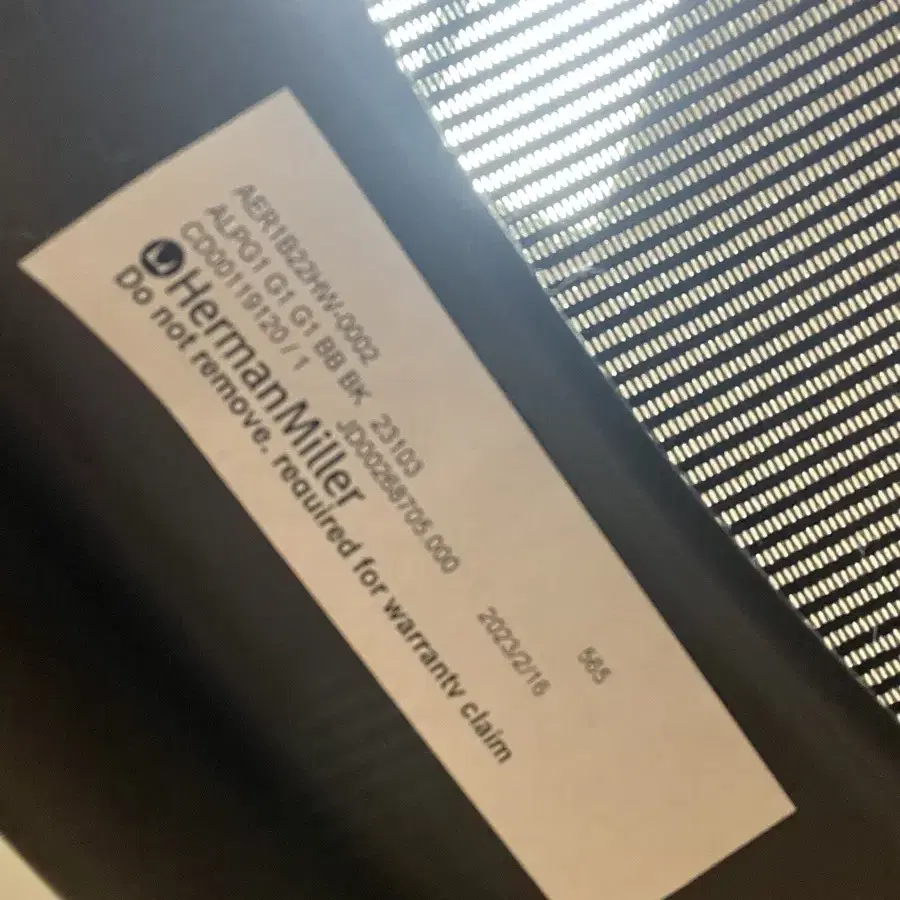 AER1B22HW-0002
ALPG1 G1 G1 BB BK 23103 565
CD00119120 / 1 JD00268705.000 2023/2/16
HermanMiller
Do not remove. required for warranty claim